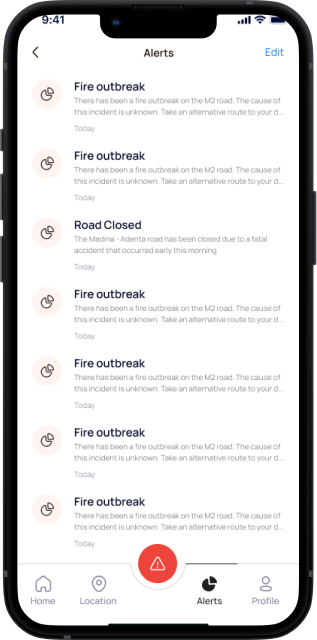 9:41
Alerts
Edit
Fire outbreak
There has been a fire outbreak on the M2 road. The cause of
this incident is unknown. Take an alternative route to your d...
Today
Fire outbreak
There has been a fire outbreak on the M2 road. The cause of
this incident is unknown. Take an alternative route to your d...
Today
Road Closed
The Madina - Adenta road has been closed due to a fatal
accident that occurred early this morning
Today
Fire outbreak
There has been a fire outbreak on the M2 road. The cause of
this incident is unknown. Take an alternative route to your d...
Today
Fire outbreak
There has been a fire outbreak on the M2 road. The cause of
this incident is unknown. Take an alternative route to your d...
Today
Fire outbreak
There has been a fire outbreak on the M2 road. The cause of
this incident is unknown. Take an alternative route to your d...
Today
Fire outbreak
There has been a fire outbreak on the M2 road. The cause of
this incident is unknown. Take an alternative route to your d...
Today
Home
Location
Alerts
Profile